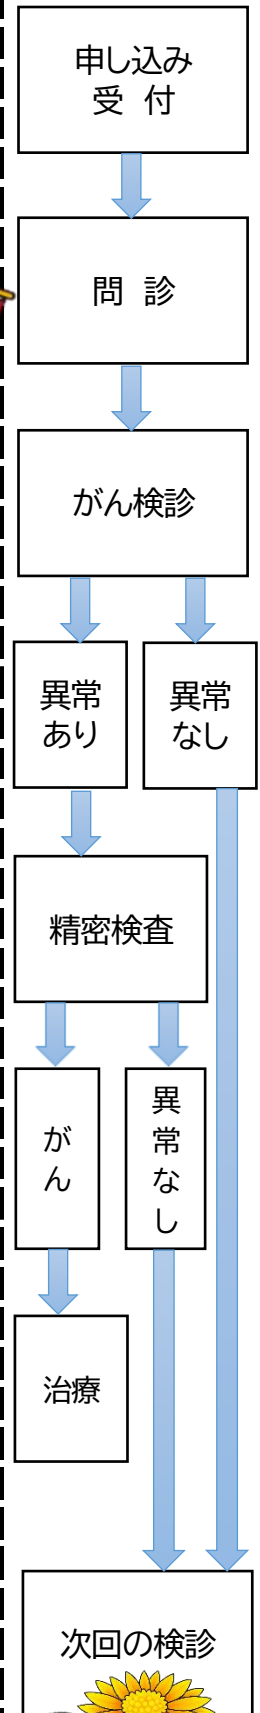 申し込み
受 付
問 診
がん検診
異常
あり
異常
なし
精密検査
がん
異常なし
治療
次回の検診